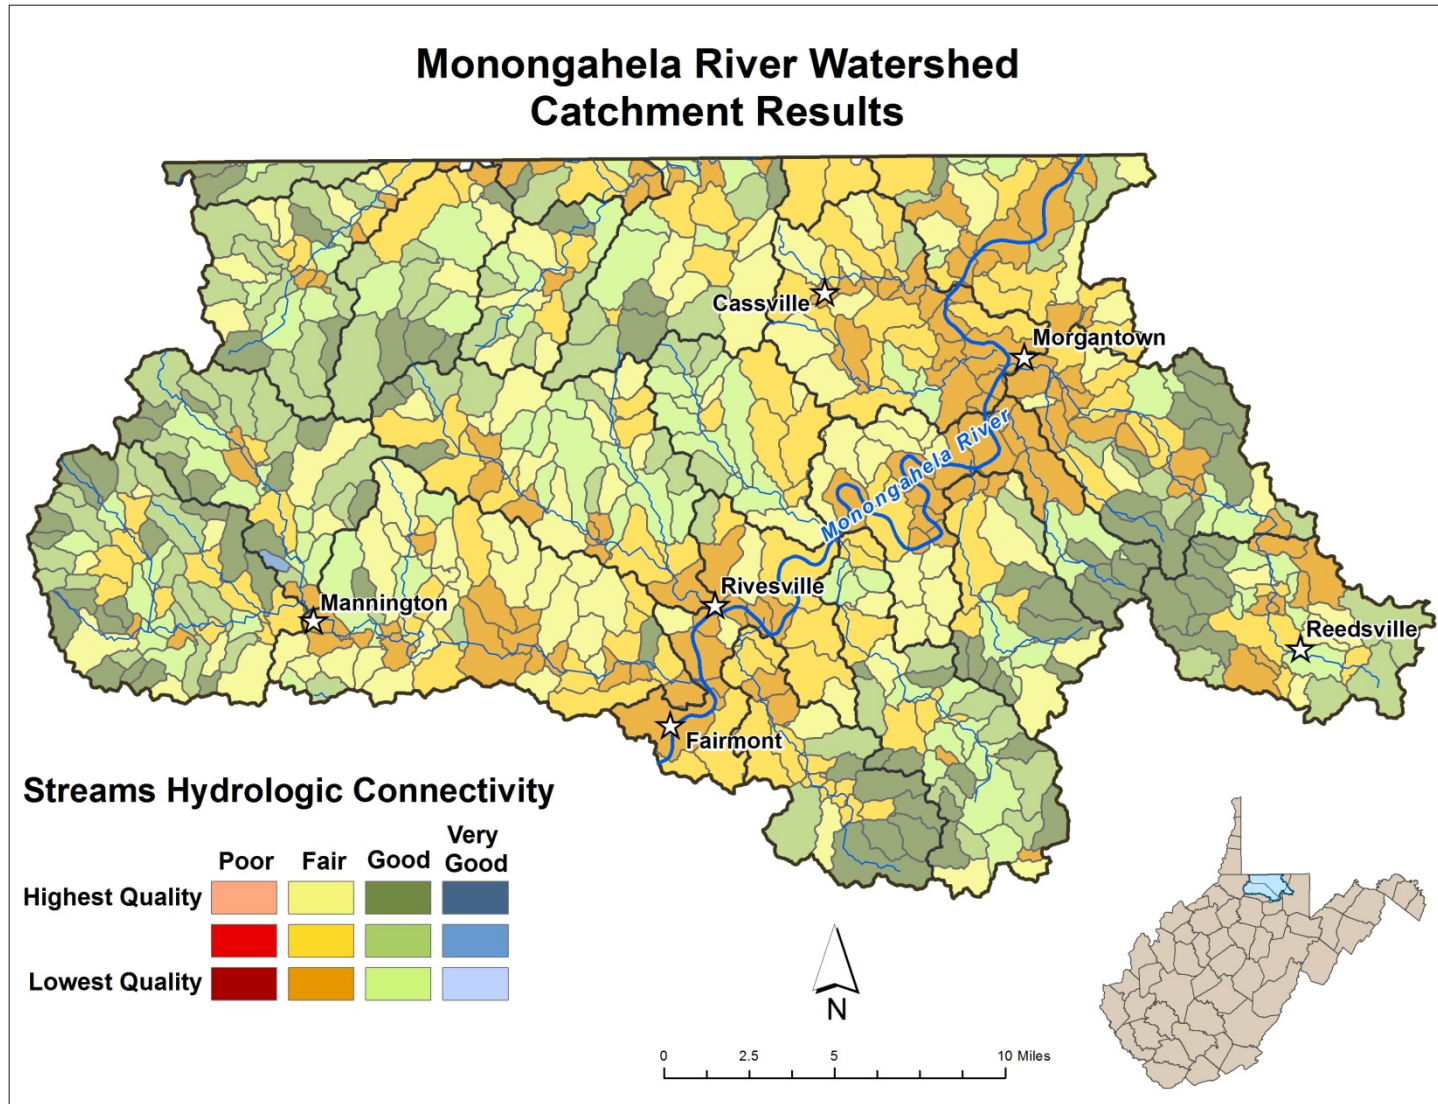 Monongahela River Watershed
Catchment Results
Cassville
Morgantown
Monongahela River
Rivesville
Mannington
Reedsville
Fairmont
Streams Hydrologic Connectivity
Poor Fair Good Very Good
Highest Quality
Lowest Quality
N
0 2.5 5 10 Miles